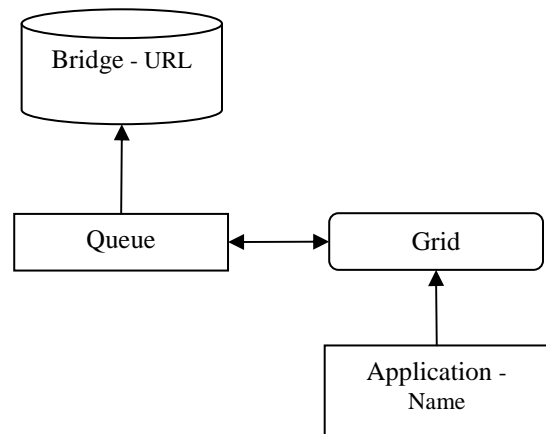 Bridge - URL
Queue
Grid
Application -
Name